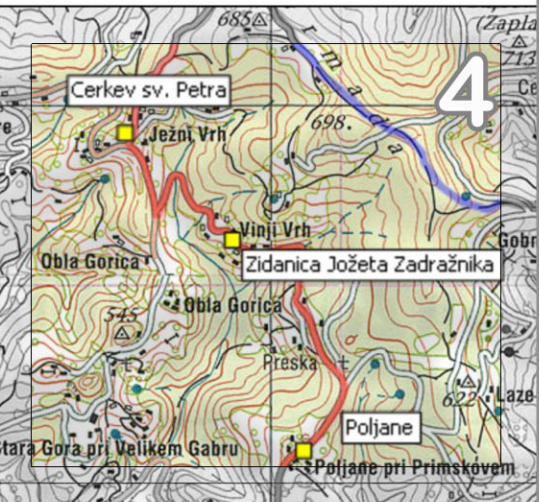 685
(Zapla
713
Ce
Cerkev sv. Petra
4
Ježni Vrh
698.
r m a d a
Vinji Vrh
Gobr
Obla Gorica
Zidanica Jožeta Zadražnika
Obla Gorica
545
Preska
622
Laze
Poljane
Stara Gora pri Velikem Gabru
Poljane pri Primskovem